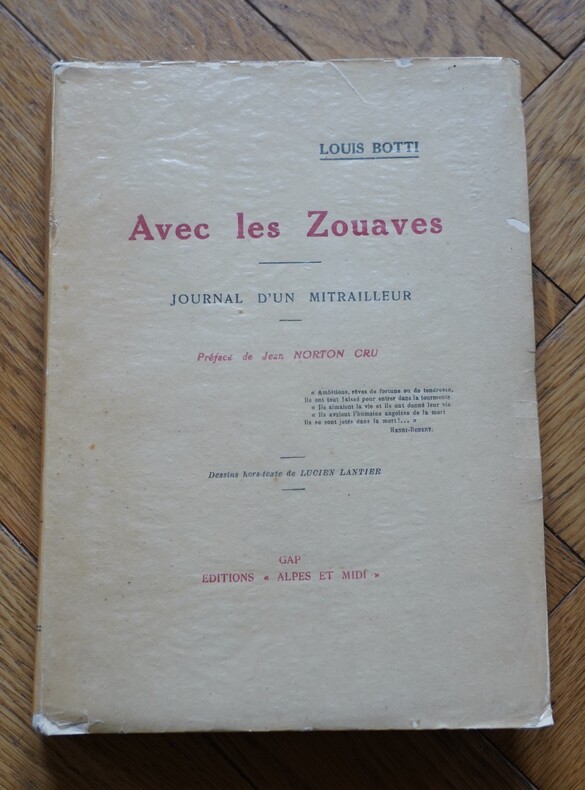 LOUIS BOTTI
Avec les Zouaves
JOURNAL D'UN MITRAILLEUR
Préface de Jean NORTON CRU
« Ambitions, rêves de fortune ou de tendresse,
Ils ont tout laissé pour entrer dans la tourmente
« Ils aimaient la vie et ils ont donné leur vie
« Ils avaient l'humaine angoisse de la mort
Ils se sont jetés dans la mort!... »
HENRI-ROBERT.
Dessins hors-texte de LUCIEN LANTIER
GAP
EDITIONS « ALPES ET MIDI »